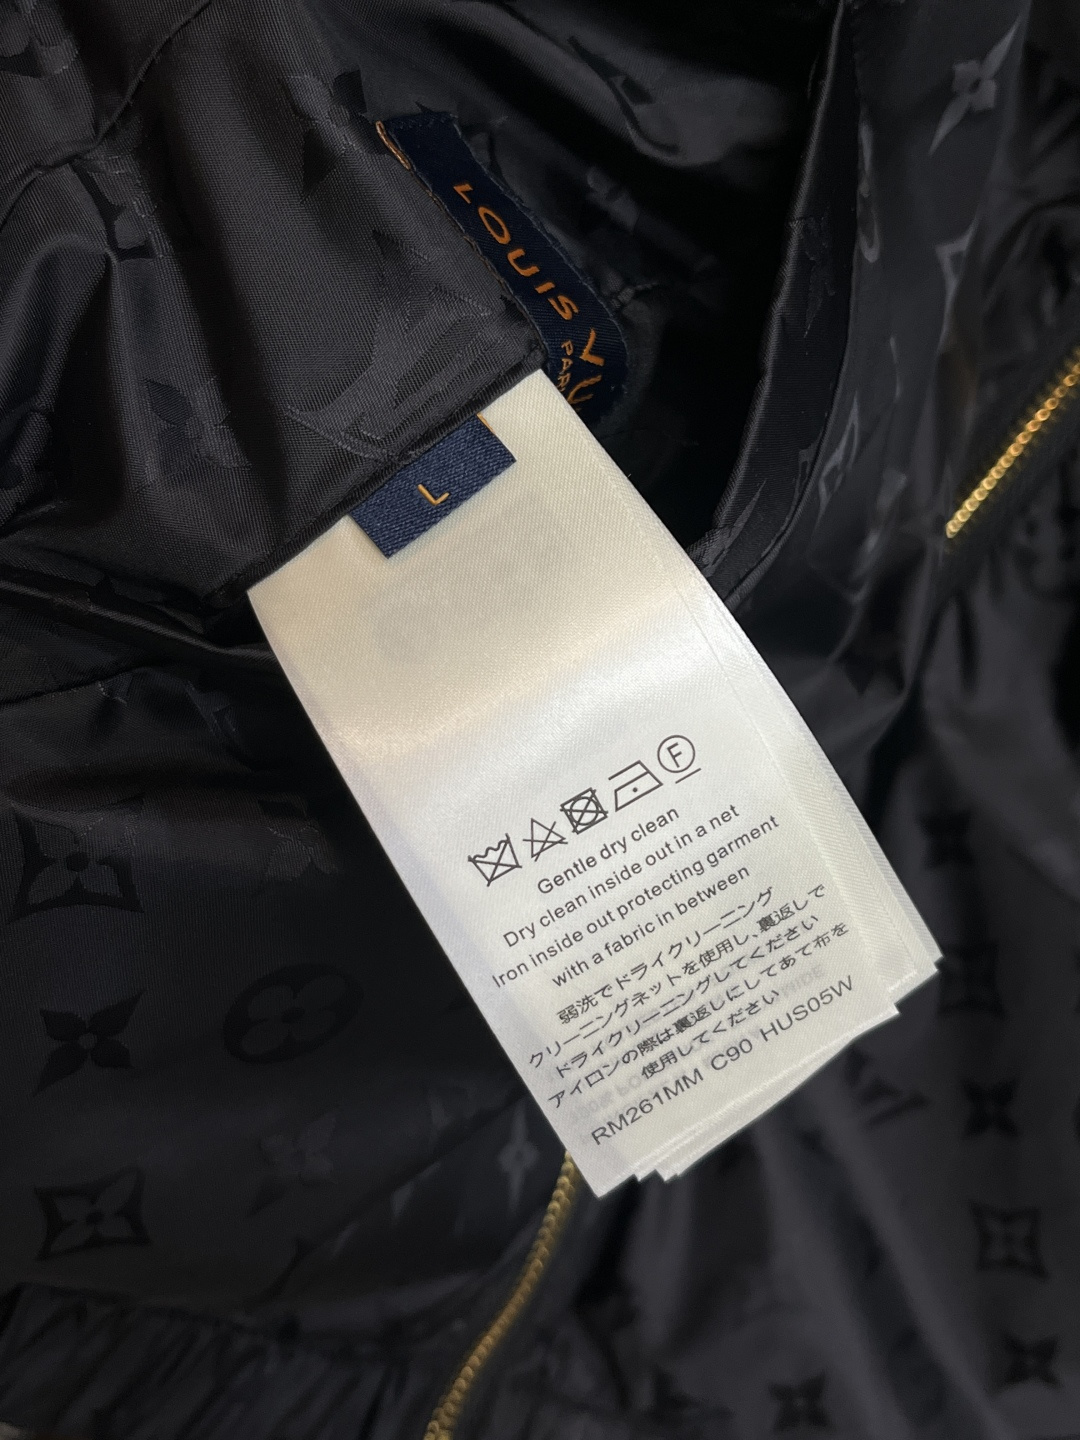 LOUIS VU
PARI
L
F
Gentle dry clean
Dry clean inside out in a net
Iron inside out protecting garment
with a fabric in between
弱洗でドライクリーニング
クリーニングネットを使用し、裏返しで
ドライクリーニングしてください
アイロンの際は裏返しにしてあて布を
使用してください
RM261MM C90 HUS05W